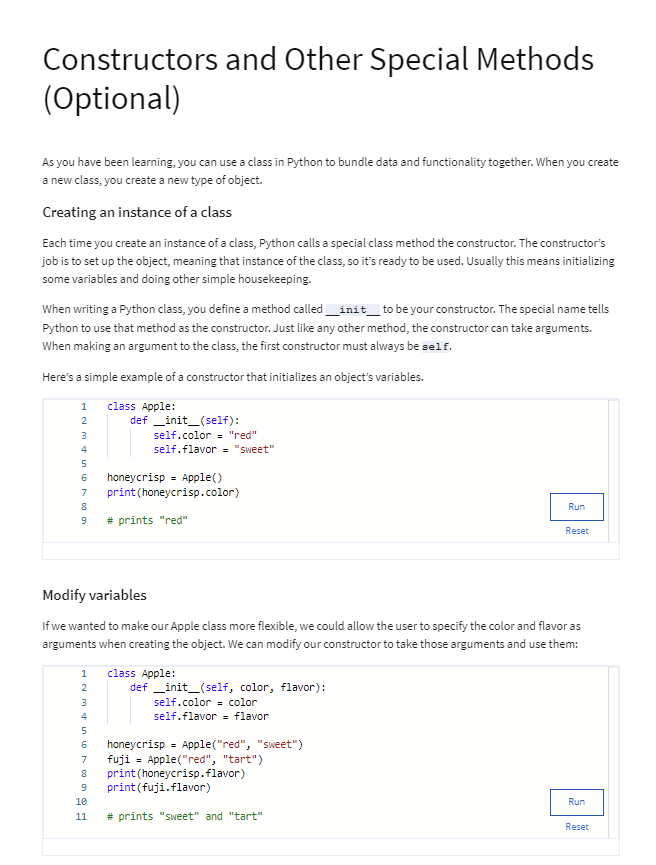 Constructors and Other Special Methods
(Optional)
As you have been learning, you can use a class in Python to bundle data and functionality together. When you create
a new class, you create a new type of object.
Creating an instance of a class
Each time you create an instance of a class, Python calls a special class method the constructor. The constructor's
job is to set up the object, meaning that instance of the class, so it's ready to be used. Usually this means initializing
some variables and doing other simple housekeeping.
When writing a Python class, you define a method called __init__ to be your constructor. The special name tells
Python to use that method as the constructor. Just like any other method, the constructor can take arguments.
When making an argument to the class, the first constructor must always be self.
Here's a simple example of a constructor that initializes an object's variables.
1 class Apple:
2     def __init__(self):
3         self.color = "red"
4         self.flavor = "sweet"
5
6 honeycrisp = Apple()
7 print(honeycrisp.color)
8
9 # prints "red"
Run
Reset
Modify variables
If we wanted to make our Apple class more flexible, we could allow the user to specify the color and flavor as
arguments when creating the object. We can modify our constructor to take those arguments and use them:
1 class Apple:
2     def __init__(self, color, flavor):
3         self.color = color
4         self.flavor = flavor
5
6 honeycrisp = Apple("red", "sweet")
7 fuji = Apple("red", "tart")
8 print(honeycrisp.flavor)
9 print(fuji.flavor)
10
11 # prints "sweet" and "tart"
Run
Reset